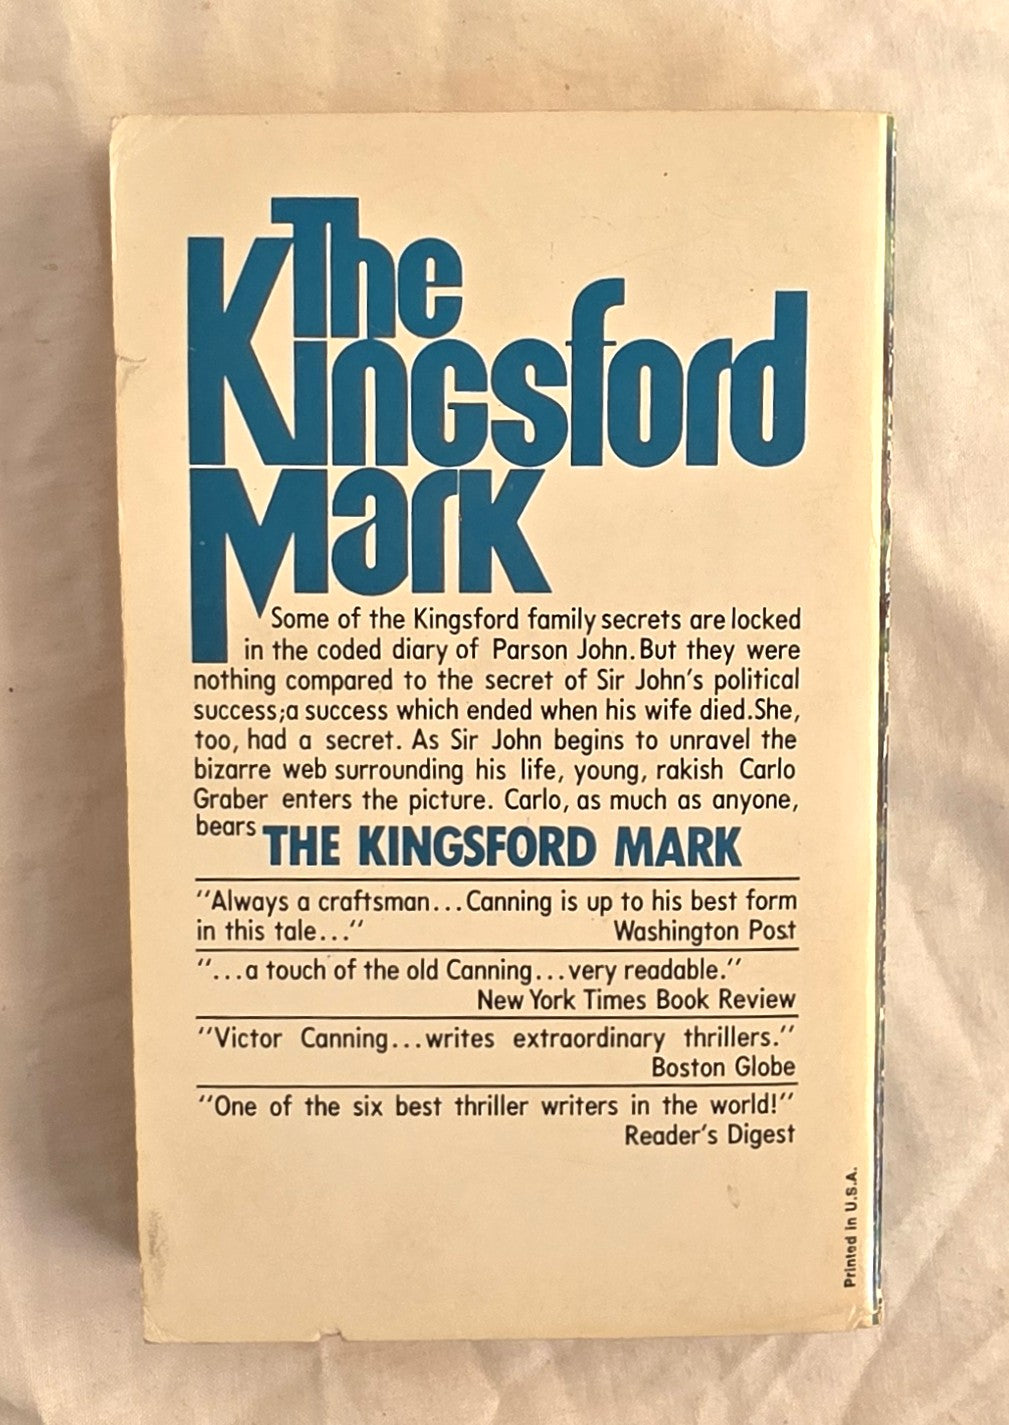 The
Kingsford
Mark
Some of the Kingsford family secrets are locked
in the coded diary of Parson John. But they were
nothing compared to the secret of Sir John's political
success;a success which ended when his wife died.She,
too, had a secret. As Sir John begins to unravel the
bizarre web surrounding his life, young, rakish Carlo
Graber enters the picture. Carlo, as much as anyone,
bears THE KINGSFORD MARK
"Always a craftsman...Canning is up to his best form
in this tale..." Washington Post
"...a touch of the old Canning...very readable."
New York Times Book Review
"Victor Canning...writes extraordinary thrillers."
Boston Globe
"One of the six best thriller writers in the world!"
Reader's Digest
Printed in U.S.A.